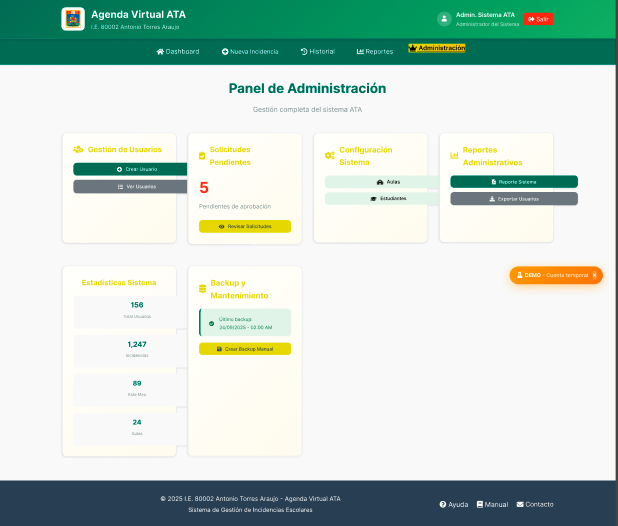 Agenda Virtual ATA
I.E. 80002 Antonio Torres Araujo
Admin. Sistema ATA
Administrador del Sistema
Salir
Dashboard
Nueva Incidencia
Historial
Reportes
Administración
Panel de Administración
Gestión completa del sistema ATA
Gestión de Usuarios
Crear Usuario
Ver Usuarios
Solicitudes
Pendientes
5
Pendientes de aprobación
Revisar Solicitudes
Configuración
Sistema
Aulas
Estudiantes
Reportes
Administrativos
Reporte Sistema
Exportar Usuarios
Estadísticas Sistema
156
Total Usuarios
1,247
Incidencias
89
Este Mes
24
Aulas
Backup y
Mantenimiento
Último backup:
24/09/2025 - 02:00 AM
Crear Backup Manual
DEMO - Cuenta temporal
© 2025 I.E. 80002 Antonio Torres Araujo - Agenda Virtual ATA
Sistema de Gestión de Incidencias Escolares
Ayuda
Manual
Contacto